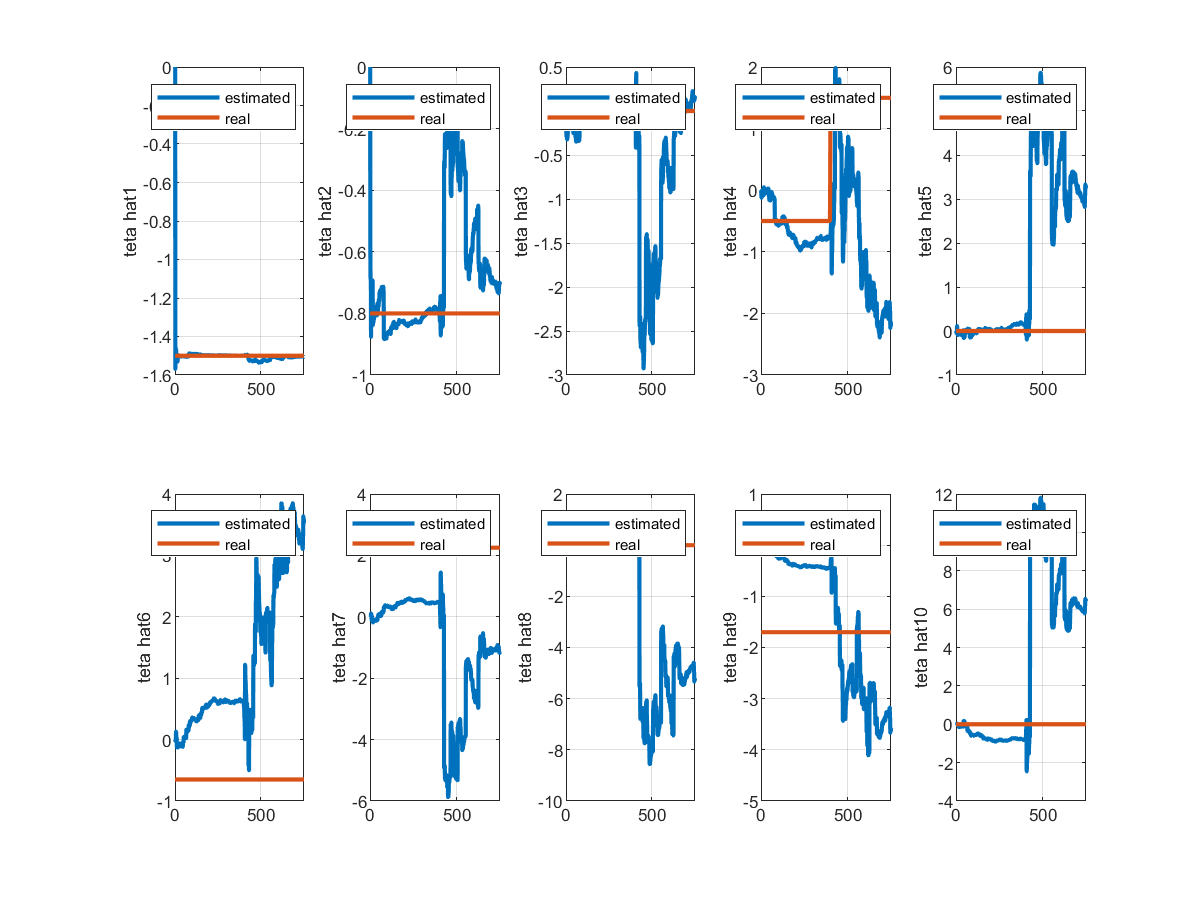 0
-0.4
-0.6
-0.8
-1
-1.2
-1.4
-1.6
0
500
teta hat1
estimated
real
0
-0.2
-0.4
-0.6
-0.8
-1
0
500
teta hat2
estimated
real
0.5
-0.5
-1
-1.5
-2
-2.5
-3
0
500
teta hat3
estimated
real
2
1
0
-1
-2
-3
0
500
teta hat4
estimated
real
6
4
3
2
1
0
-1
0
500
teta hat5
estimated
real
4
3
2
1
0
-1
0
500
teta hat6
estimated
real
4
2
0
-2
-4
-6
0
500
teta hat7
estimated
real
2
-2
-4
-6
-8
-10
0
500
teta hat8
estimated
real
1
-1
-2
-3
-4
-5
0
500
teta hat9
estimated
real
12
8
6
4
2
0
-2
-4
0
500
teta hat10
estimated
real